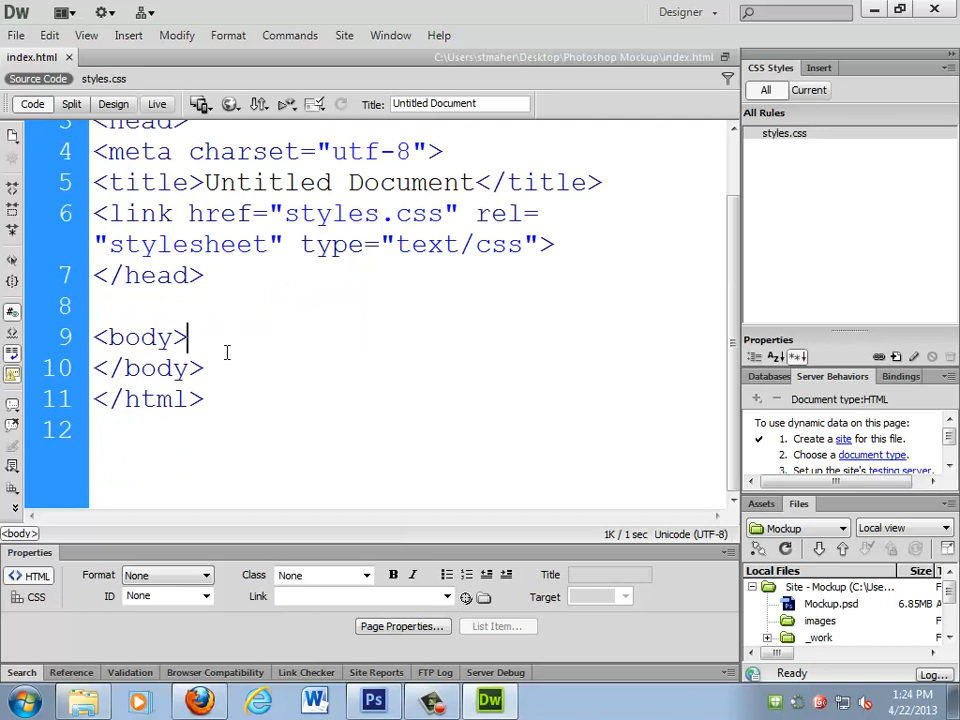 Dw
Designer
File Edit View Insert Modify Format Commands Site Window Help
index.html
C:\Users\stmaher\Desktop\Photoshop Mockup\index.html
Source Code styles.css
Code Split Design Live Title: Untitled Document
3 <head>
4 <meta charset="utf-8">
5 <title>Untitled Document</title>
6 <link href="styles.css" rel=
"stylesheet" type="text/css">
7 </head>
8
9 <body>
10 </body>
11 </html>
12
<body>
1K / 1 sec Unicode (UTF-8)
CSS Styles Insert
All Current
All Rules
styles.css
Properties
Databases Server Behaviors Bindings
Document type:HTML
To use dynamic data on this page:
1. Create a site for this file.
2. Choose a document type.
3. Set up the site's testing server.
Assets Files
Mockup Local view
Local Files Size
Site - Mockup (C:\Use...
Mockup.psd 6.85MB
images
_work
Ready Log...
Properties
<> HTML Format None Class None B I Title
CSS ID None Link Target
Page Properties... List Item...
Search Reference Validation Browser Compatibility Link Checker Site Reports FTP Log Server Debug
W Ps Dw
1:24 PM
4/22/2013